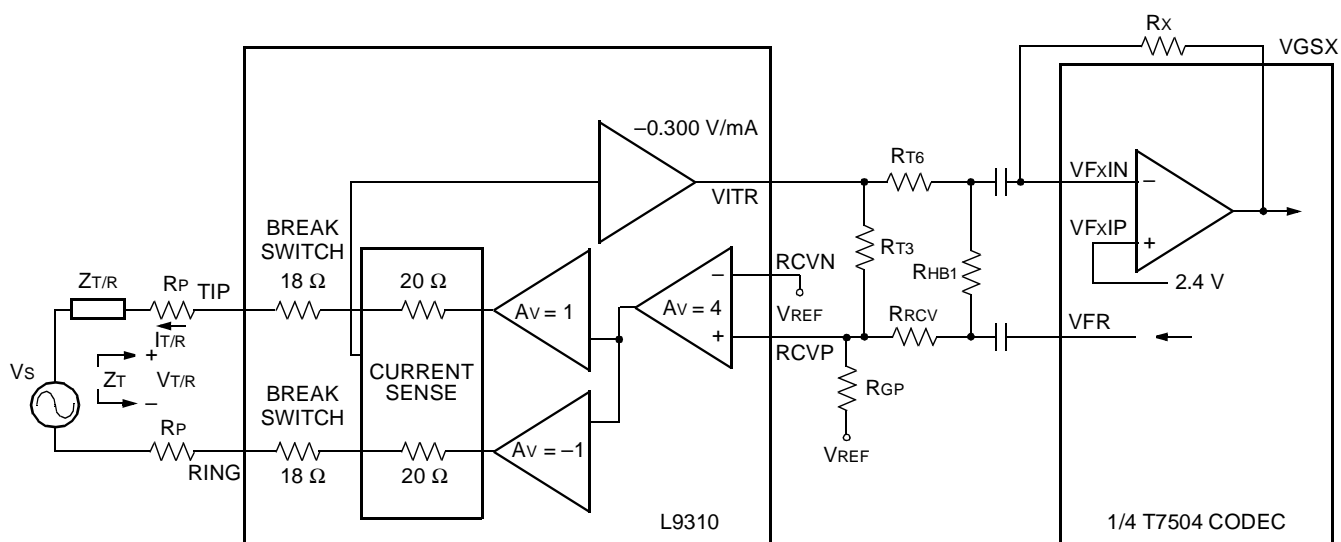 RX
VGSX
–0.300 V/mA
RT6
VFXIN
–
VITR
BREAK
SWITCH
18 Ω
20 Ω
RT3
RHB1
VFXIP
+
2.4 V
ZT/R
RP
TIP
AV = 1
AV = 4
–
+
RCVN
VREF
RRCV
VFR
IT/R
RCVP
VS
ZT
+
VT/R
–
CURRENT
SENSE
BREAK
SWITCH
RGP
VREF
RP
RING
18 Ω
20 Ω
AV = –1
L9310
1/4 T7504 CODEC